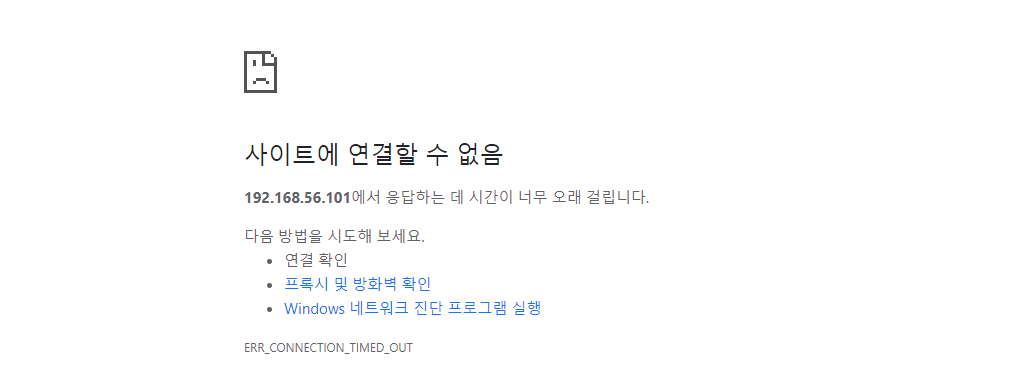 사이트에 연결할 수 없음
192.168.56.101에서 응답하는 데 시간이 너무 오래 걸립니다.
다음 방법을 시도해 보세요.
• 연결 확인
• 프록시 및 방화벽 확인
• Windows 네트워크 진단 프로그램 실행
ERR_CONNECTION_TIMED_OUT